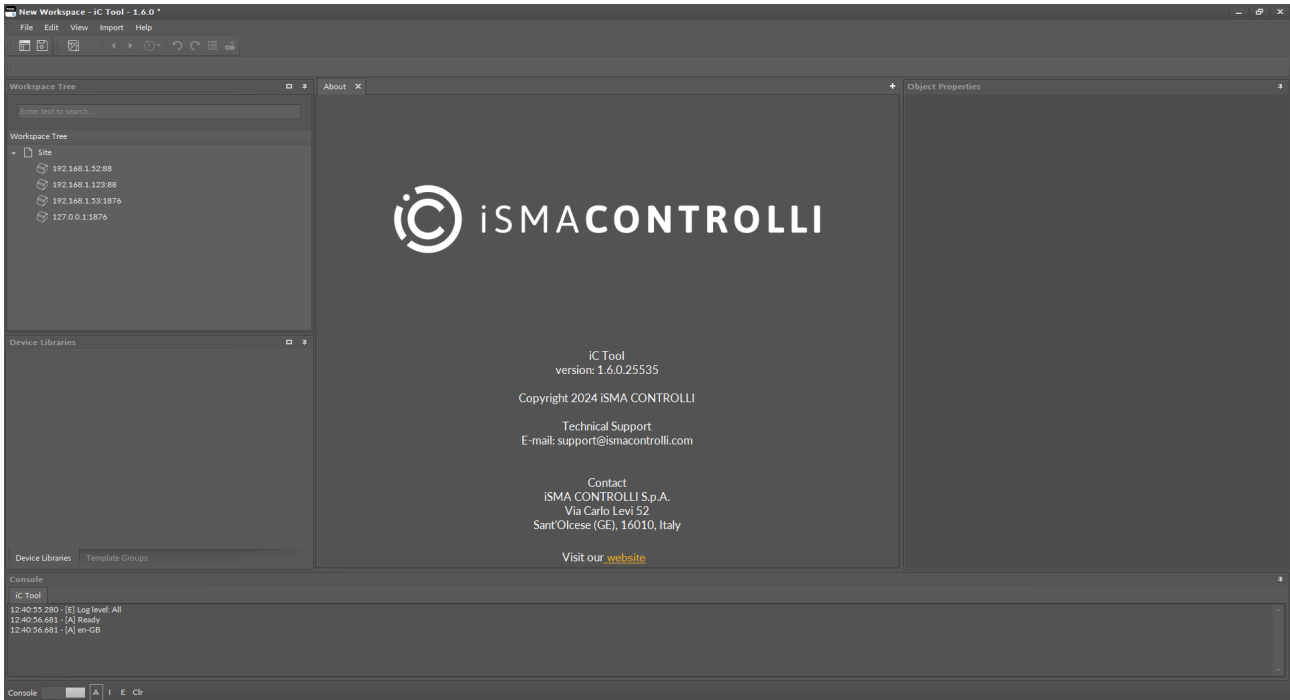 New Workspace - iC Tool - 1.6.0 *
File Edit View Import Help
Workspace Tree
Enter text to search...
Workspace Tree
Site
192.168.1.52:88
192.168.1.123:88
192.168.1.53:1876
127.0.0.1:1876
Device Libraries
Device Libraries Template Groups
About
iSMACONTROLLI
iC Tool
version: 1.6.0.25535
Copyright 2024 iSMA CONTROLLI
Technical Support
E-mail: support@ismacontrolli.com
Contact
iSMA CONTROLLI S.p.A.
Via Carlo Levi 52
Sant'Olcese (GE), 16010, Italy
Visit our website
Object Properties
Console
iC Tool
12:40:55.280 - [E] Log level: All
12:40:56.681 - [A] Ready
12:40:56.681 - [A] en-GB
Console A I E Clr